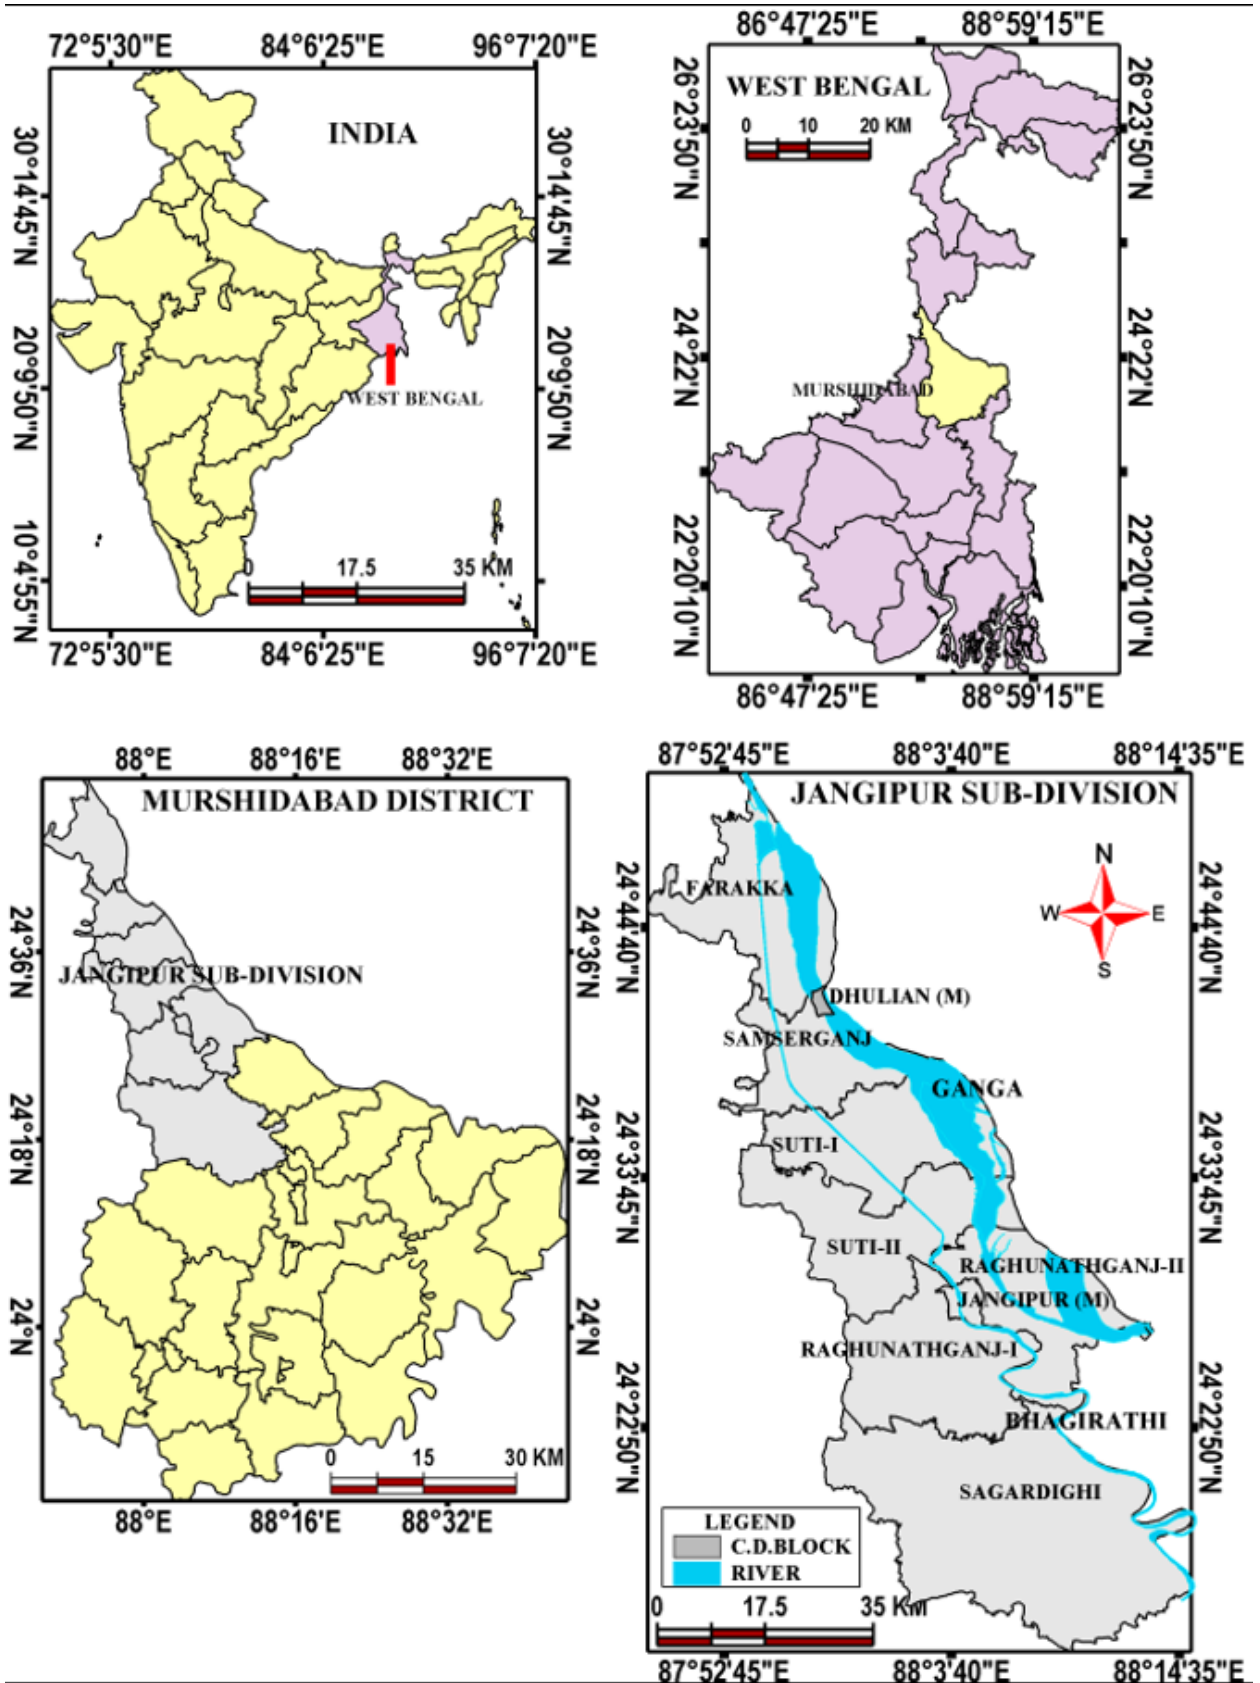 72°5'30"E 84°6'25"E 96°7'20"E
INDIA
30°14'45"N 30°14'45"N
20°9'50"N 20°9'50"N
WEST BENGAL
10°4'55"N 10°4'55"N
0 17.5 35 KM
72°5'30"E 84°6'25"E 96°7'20"E
86°47'25"E 88°59'15"E
WEST BENGAL
0 10 20 KM
26°23'50"N 26°23'50"N
24°22'N 24°22'N
MURSHIDABAD
22°20'10"N 22°20'10"N
86°47'25"E 88°59'15"E
88°E 88°16'E 88°32'E
MURSHIDABAD DISTRICT
24°36'N 24°36'N
JANGIPUR SUB-DIVISION
24°18'N 24°18'N
24°N 24°N
0 15 30 KM
88°E 88°16'E 88°32'E
87°52'45"E 88°3'40"E 88°14'35"E
JANGIPUR SUB-DIVISION
N
W E
S
24°44'40"N 24°44'40"N
FARAKKA
DHULIAN (M)
SAMSERGANJ
GANGA
24°33'45"N 24°33'45"N
SUTI-I
SUTI-II
RAGHUNATHGANJ-II
JANGIPUR (M)
RAGHUNATHGANJ-I
24°22'50"N 24°22'50"N
BHAGIRATHI
SAGARDIGHI
LEGEND
C.D.BLOCK
RIVER
0 17.5 35 KM
87°52'45"E 88°3'40"E 88°14'35"E